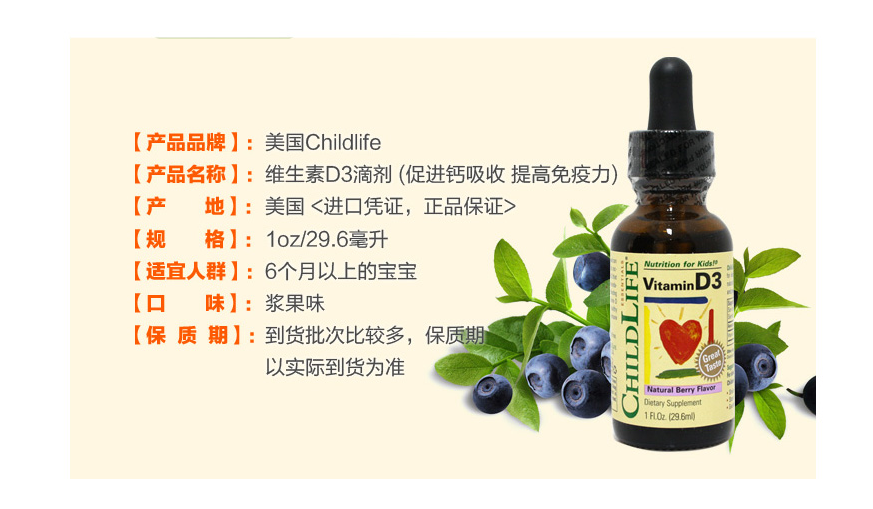 【产品品牌】：美国Childlife
【产品名称】：维生素D3滴剂 (促进钙吸收 提高免疫力)
【产 地】：美国 <进口凭证，正品保证>
【规 格】：1oz/29.6毫升
【适宜人群】：6个月以上的宝宝
【口 味】：浆果味
【保 质 期】：到货批次比较多，保质期
以实际到货为准
CHILDLIFE
ESSENTIALS
Nutrition for Kids!®
Vitamin D3
Great Taste
Natural Berry Flavor
Dietary Supplement
1 Fl.Oz. (29.6ml)